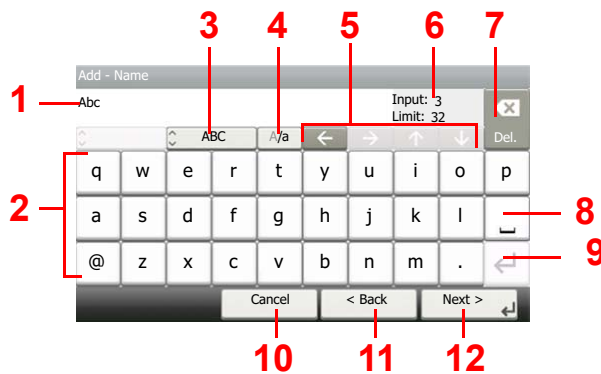 3 4 5 6 7
Add - Name
1 Abc Input: 3
Limit: 32
ABC A/a ← → ↑ ↓ Del.
2
q w e r t y u i o p
a s d f g h j k l 8
@ z x c v b n m . 9
Cancel < Back Next >
10 11 12